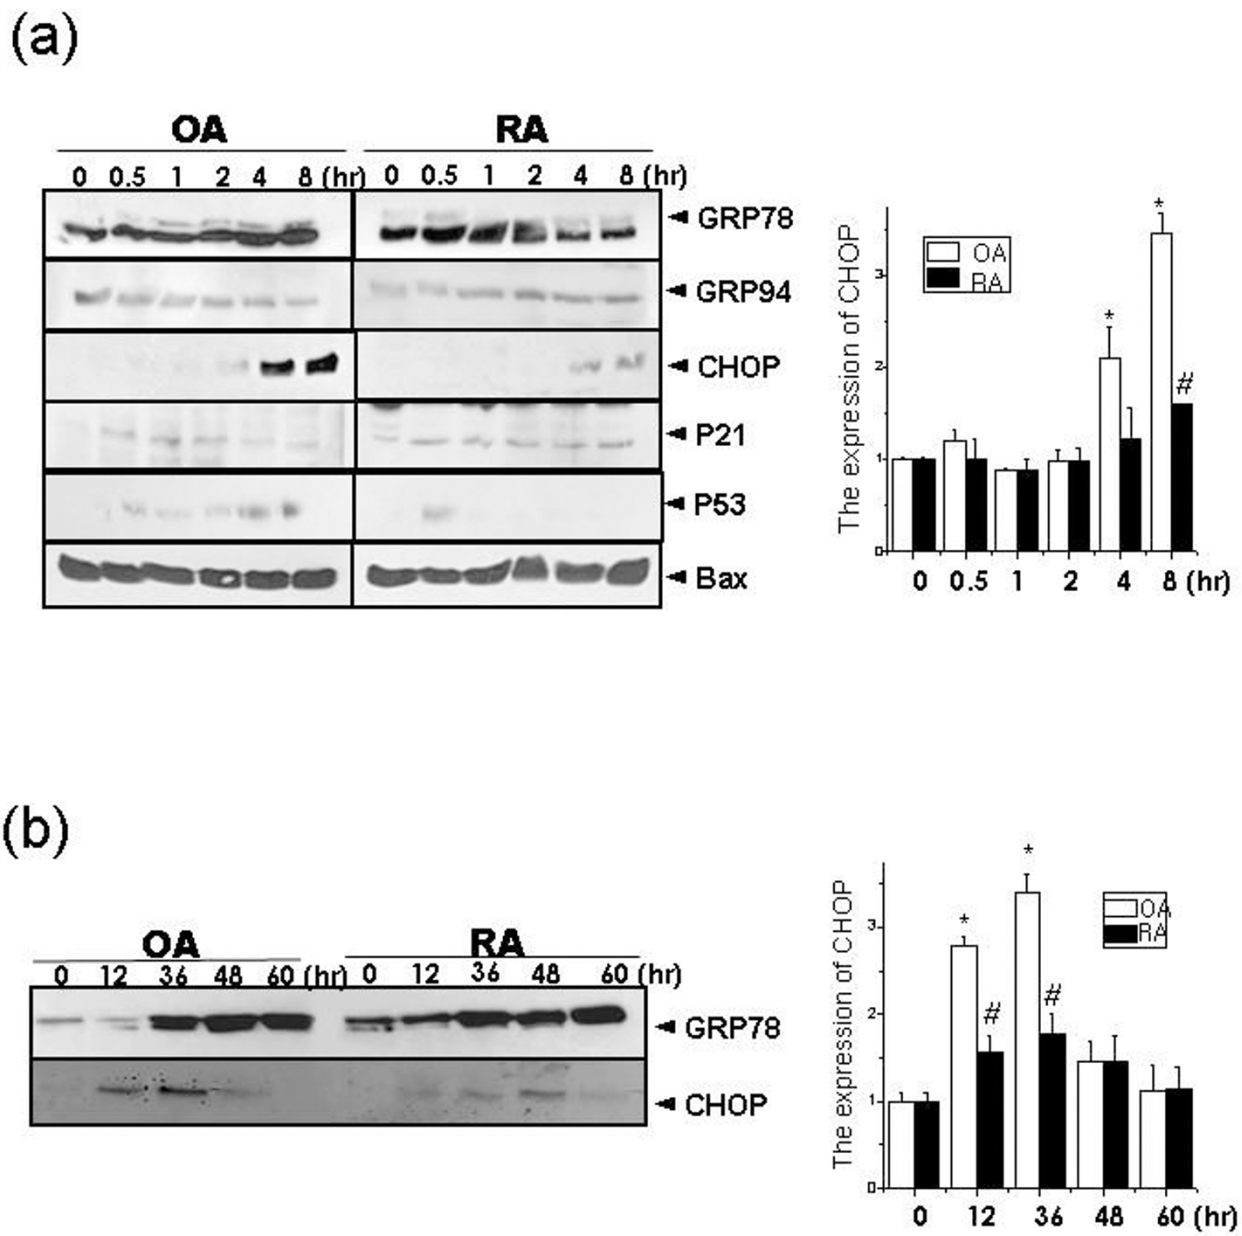 (a)
OA RA
0 0.5 1 2 4 8 (hr) 0 0.5 1 2 4 8 (hr)
GRP78
GRP94
CHOP
P21
P53
Bax
The expression of CHOP
OA
RA
3
2
1
0
*
*
#
0 0.5 1 2 4 8 (hr)
(b)
OA RA
0 12 36 48 60 (hr) 0 12 36 48 60 (hr)
GRP78
CHOP
The expression of CHOP
OA
RA
3
2
1
0
*
#
*
#
0 12 36 48 60 (hr)